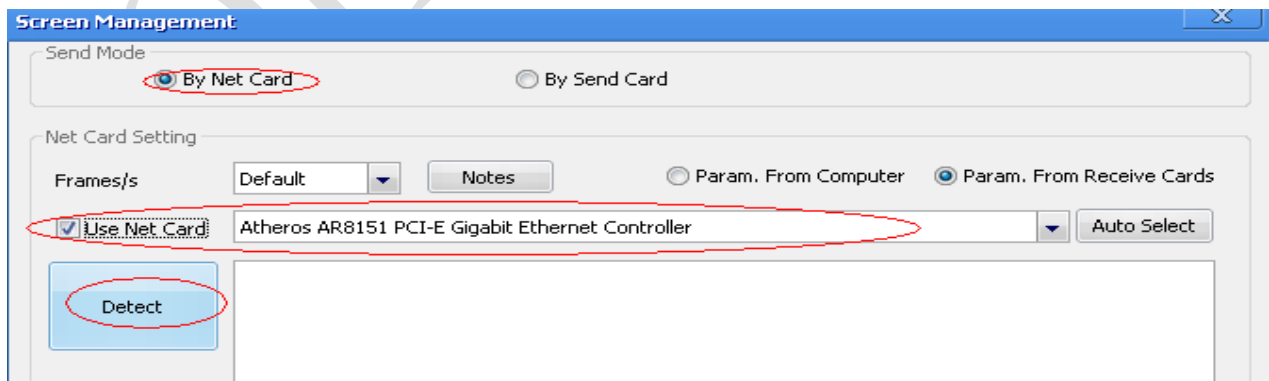 Screen Management
Send Mode
By Net Card By Send Card
Net Card Setting
Frames/s Default Notes Param. From Computer Param. From Receive Cards
Use Net Card Atheros AR8151 PCI-E Gigabit Ethernet Controller Auto Select
Detect